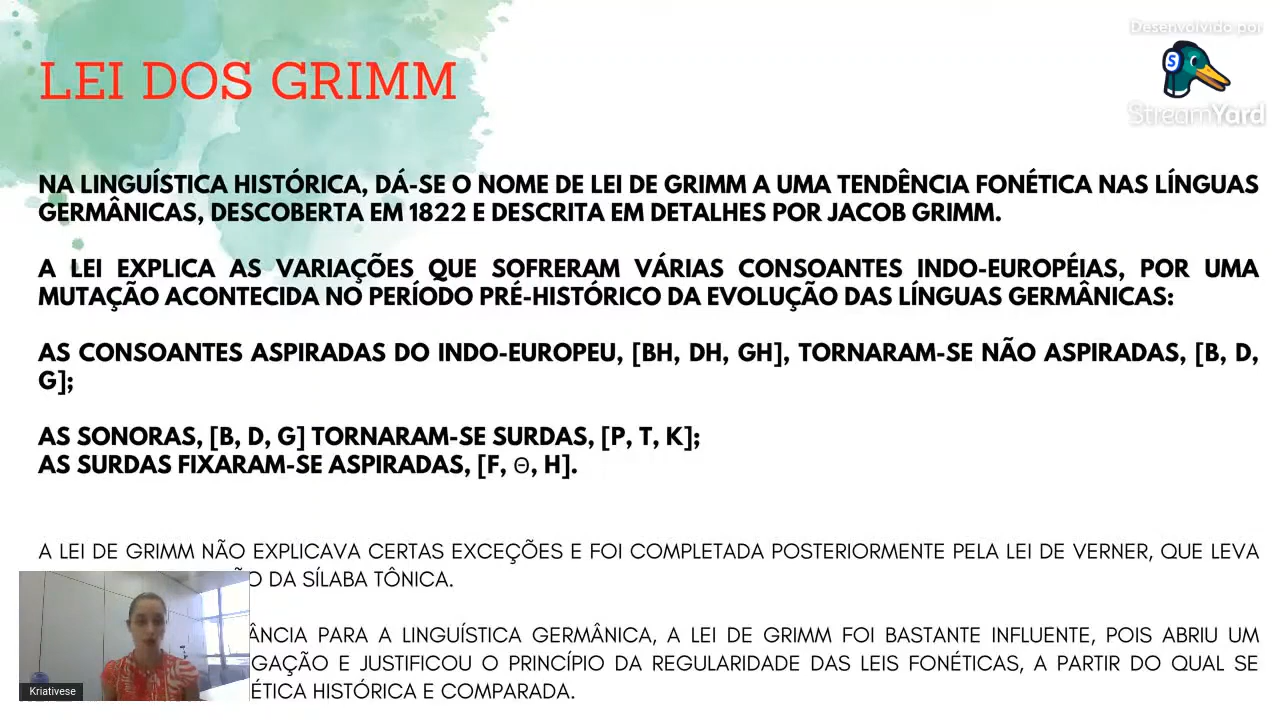 Desenvolvido por
StreamYard
LEI DOS GRIMM
NA LINGUÍSTICA HISTÓRICA, DÁ-SE O NOME DE LEI DE GRIMM A UMA TENDÊNCIA FONÉTICA NAS LÍNGUAS
GERMÂNICAS, DESCOBERTA EM 1822 E DESCRITA EM DETALHES POR JACOB GRIMM.
A LEI EXPLICA AS VARIAÇÕES QUE SOFRERAM VÁRIAS CONSOANTES INDO-EUROPÉIAS, POR UMA
MUTAÇÃO ACONTECIDA NO PERÍODO PRÉ-HISTÓRICO DA EVOLUÇÃO DAS LÍNGUAS GERMÂNICAS:
AS CONSOANTES ASPIRADAS DO INDO-EUROPEU, [BH, DH, GH], TORNARAM-SE NÃO ASPIRADAS, [B, D,
G];
AS SONORAS, [B, D, G] TORNARAM-SE SURDAS, [P, T, K];
AS SURDAS FIXARAM-SE ASPIRADAS, [F, Θ, H].
A LEI DE GRIMM NÃO EXPLICAVA CERTAS EXCEÇÕES E FOI COMPLETADA POSTERIORMENTE PELA LEI DE VERNER, QUE LEVA
DA SÍLABA TÔNICA.
PARA A LINGUÍSTICA GERMÂNICA, A LEI DE GRIMM FOI BASTANTE INFLUENTE, POIS ABRIU UM
E JUSTIFICOU O PRINCÍPIO DA REGULARIDADE DAS LEIS FONÉTICAS, A PARTIR DO QUAL SE
HISTÓRICA E COMPARADA.
Kriativese